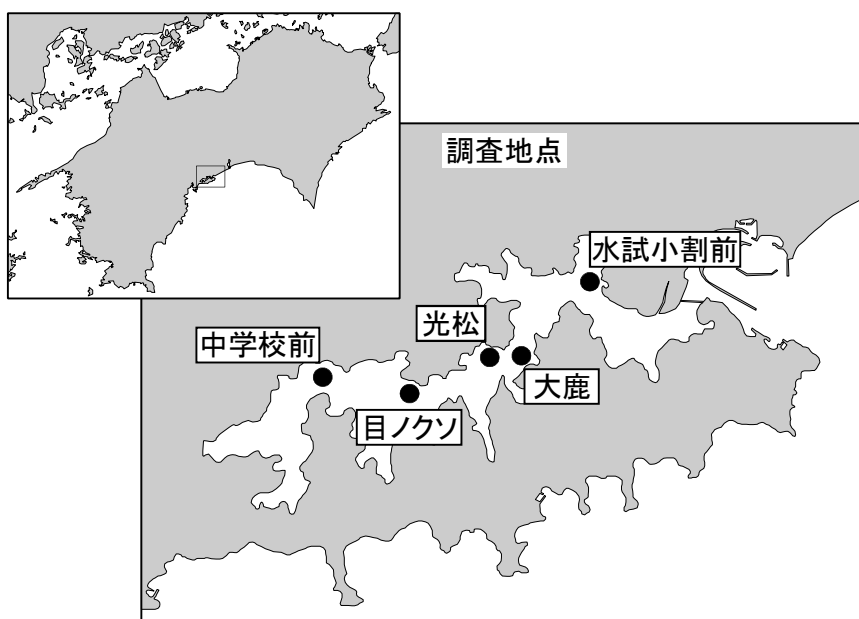 調査地点
水試小割前
光松
中学校前
大鹿
目ノクソ